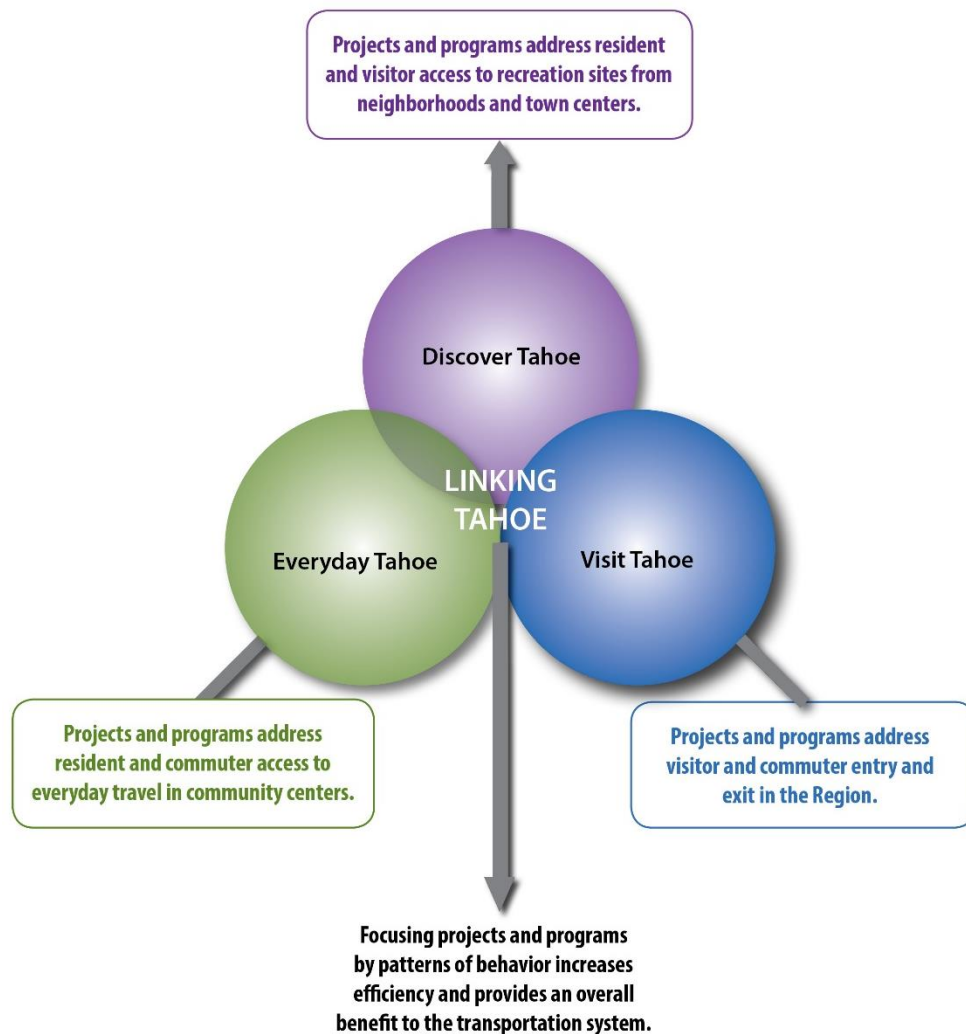 Projects and programs address resident
and visitor access to recreation sites from
neighborhoods and town centers.
Discover Tahoe
LINKING
TAHOE
Everyday Tahoe
Visit Tahoe
Projects and programs address
resident and commuter access to
everyday travel in community centers.
Projects and programs address
visitor and commuter entry and
exit in the Region.
Focusing projects and programs
by patterns of behavior increases
efficiency and provides an overall
benefit to the transportation system.